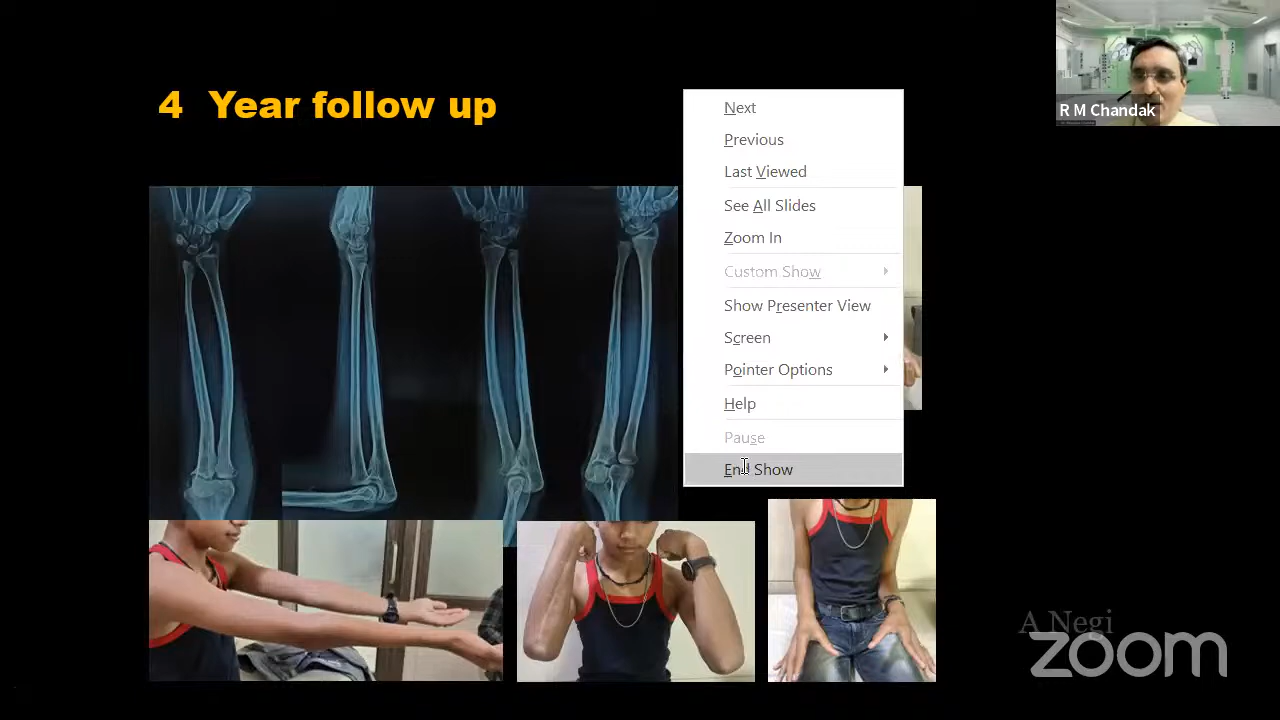 4 Year follow up
R M Chandak
Next
Previous
Last Viewed
See All Slides
Zoom In
Custom Show
Show Presenter View
Screen
Pointer Options
Help
Pause
End Show
A Negi
zoom